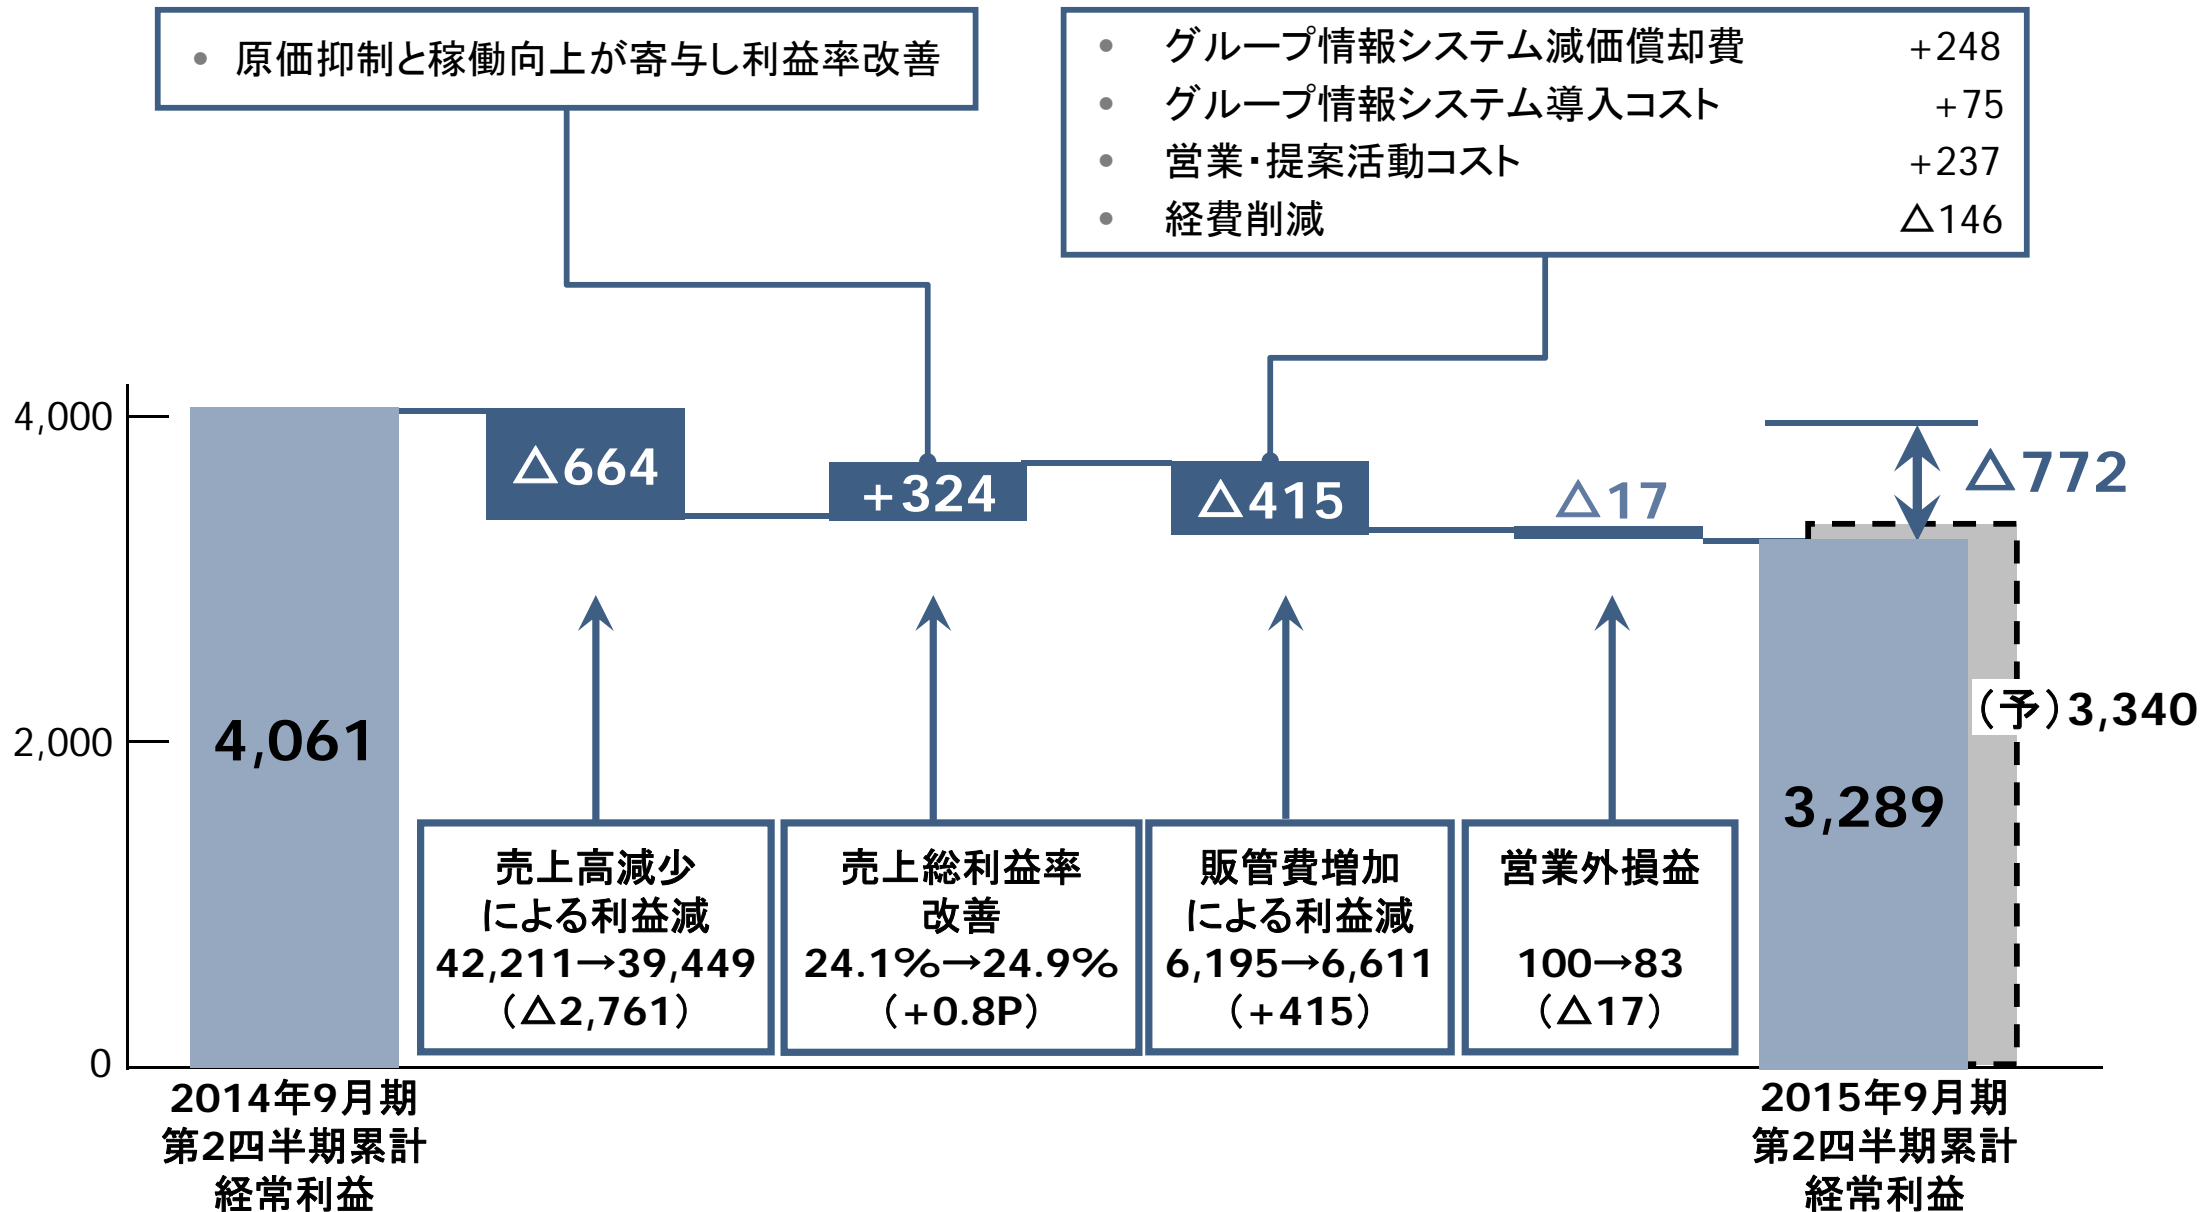 • 原価抑制と稼働向上が寄与し利益率改善
• グループ情報システム減価償却費 +248
• グループ情報システム導入コスト +75
• 営業・提案活動コスト +237
• 経費削減 △146
4,000
2,000
0
4,061
△664
+324
△415
△17
△772
(予)3,340
3,289
売上高減少
による利益減
42,211→39,449
(△2,761)
売上総利益率
改善
24.1%→24.9%
(+0.8P)
販管費増加
による利益減
6,195→6,611
(+415)
営業外損益
100→83
(△17)
2014年9月期
第2四半期累計
経常利益
2015年9月期
第2四半期累計
経常利益